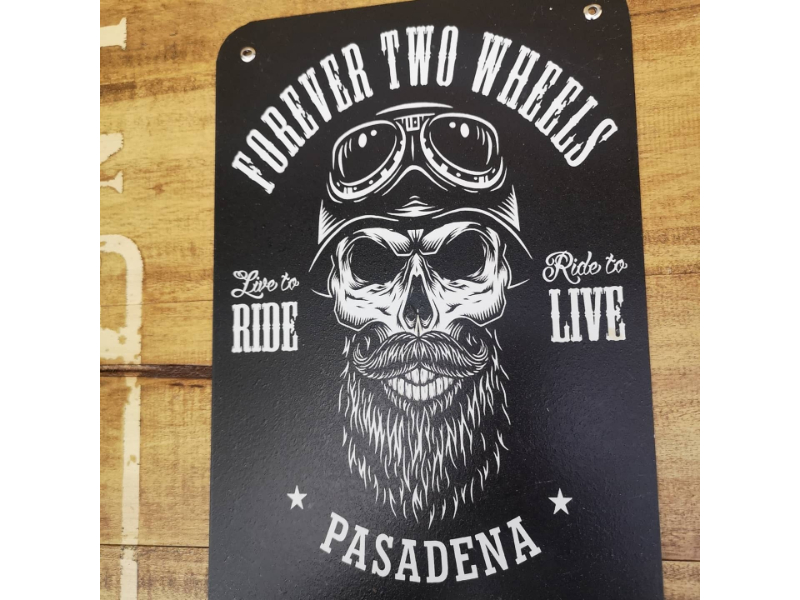 FOREVER TWO WHEELS
Live to
RIDE
Ride to
LIVE
PASADENA